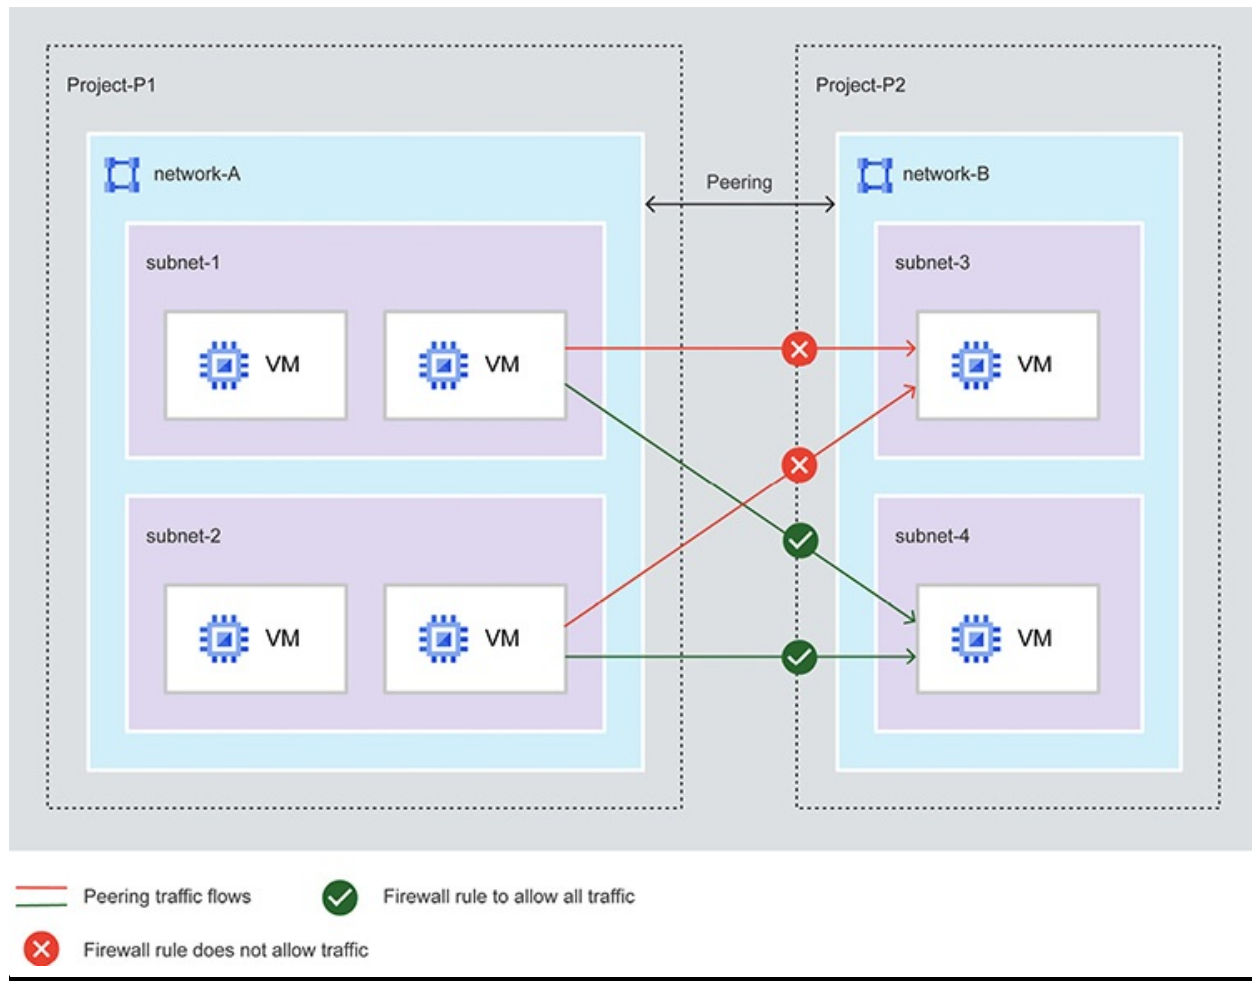 Project-P1
Project-P2
network-A
Peering
network-B
subnet-1
subnet-3
VM
VM
VM
subnet-2
subnet-4
VM
VM
VM
Peering traffic flows
Firewall rule to allow all traffic
Firewall rule does not allow traffic